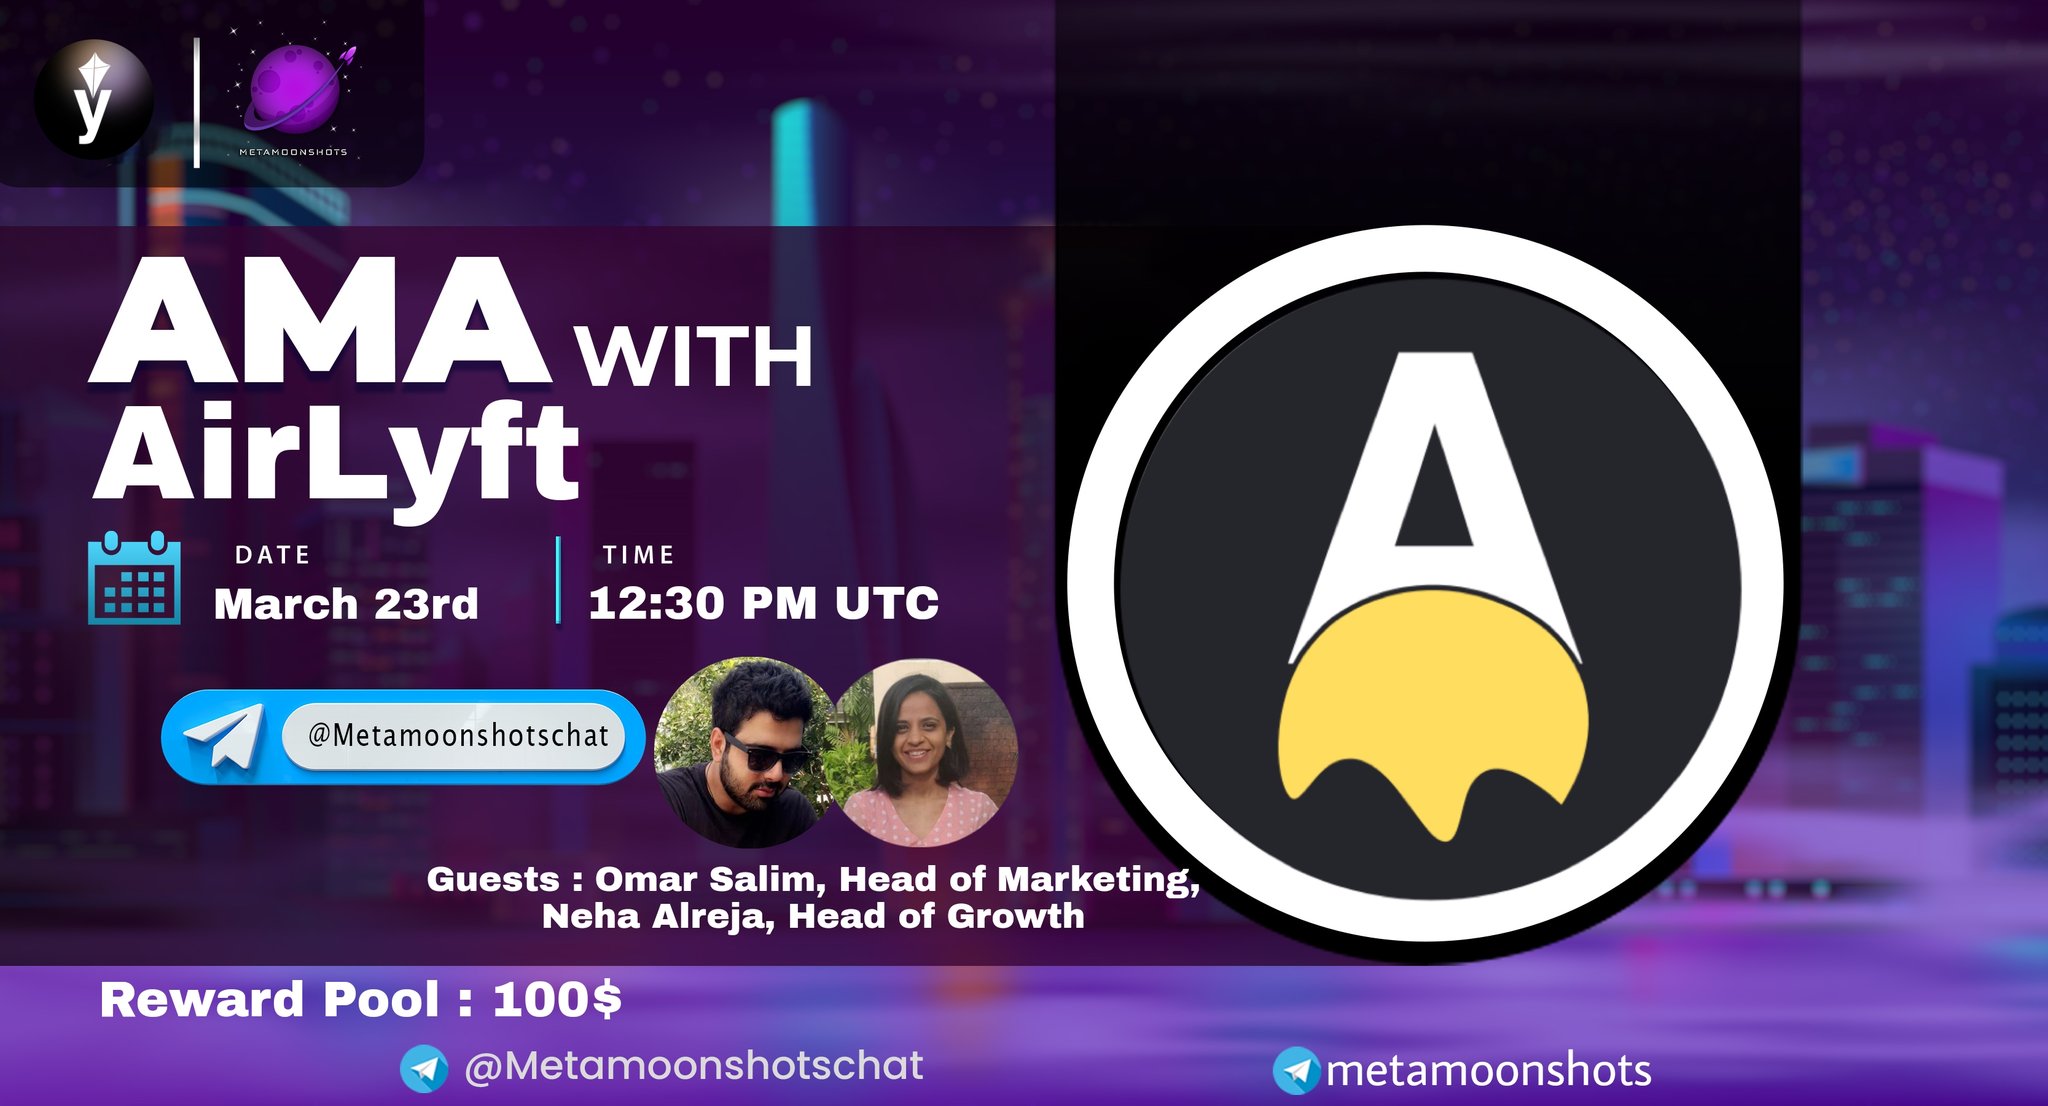 y
METAMOONSHOTS
AMA WITH
AirLyft
DATE
March 23rd
TIME
12:30 PM UTC
@Metamoonshotschat
Guests : Omar Salim, Head of Marketing,
Neha Alreja, Head of Growth
A
Reward Pool : 100$
@Metamoonshotschat
metamoonshots